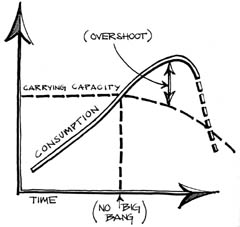 (OVERSHOOT)
CARRYING CAPACITY
CONSUMPTION
TIME
(NO BIG
BANG)